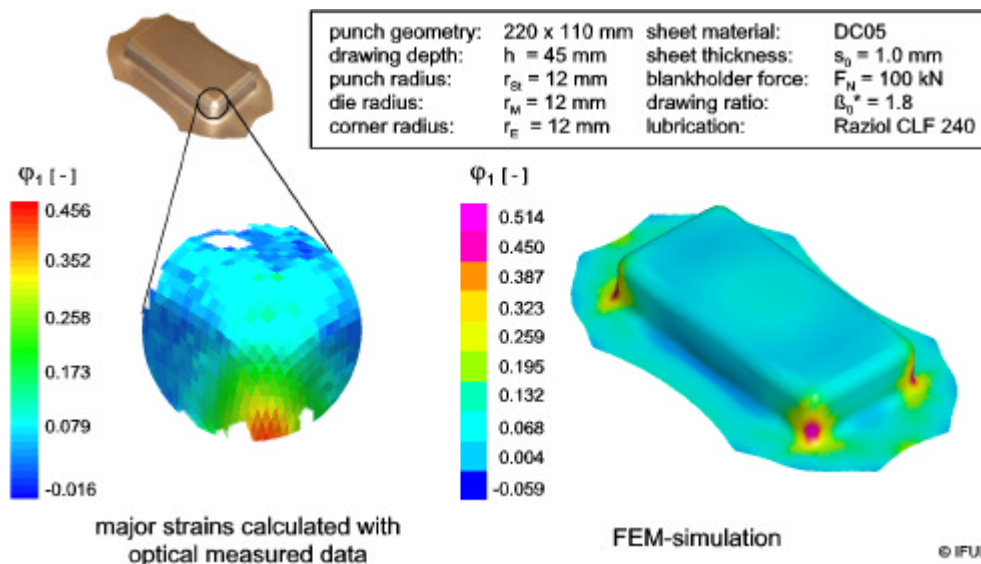 punch geometry: 220 x 110 mm sheet material: DC05
drawing depth: h = 45 mm sheet thickness: s₀ = 1.0 mm
punch radius: r_St = 12 mm blankholder force: F_N = 100 kN
die radius: r_M = 12 mm drawing ratio: ß₀* = 1.8
corner radius: r_E = 12 mm lubrication: Raziol CLF 240
φ₁ [-]
0.456
0.352
0.258
0.173
0.079
-0.016
major strains calculated with
optical measured data
φ₁ [-]
0.514
0.450
0.387
0.323
0.259
0.195
0.132
0.068
0.004
-0.059
FEM-simulation
© IFU